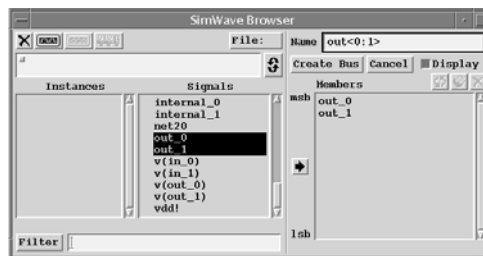 SimWave Browser
File:
Instances
Signals
internal_0
internal_1
net20
out_0
out_1
v(in_0)
v(in_1)
v(out_0)
v(out_1)
vdd!
Filter
Name out<0:1>
Create Bus Cancel Display
Members
msb
out_0
out_1
lsb